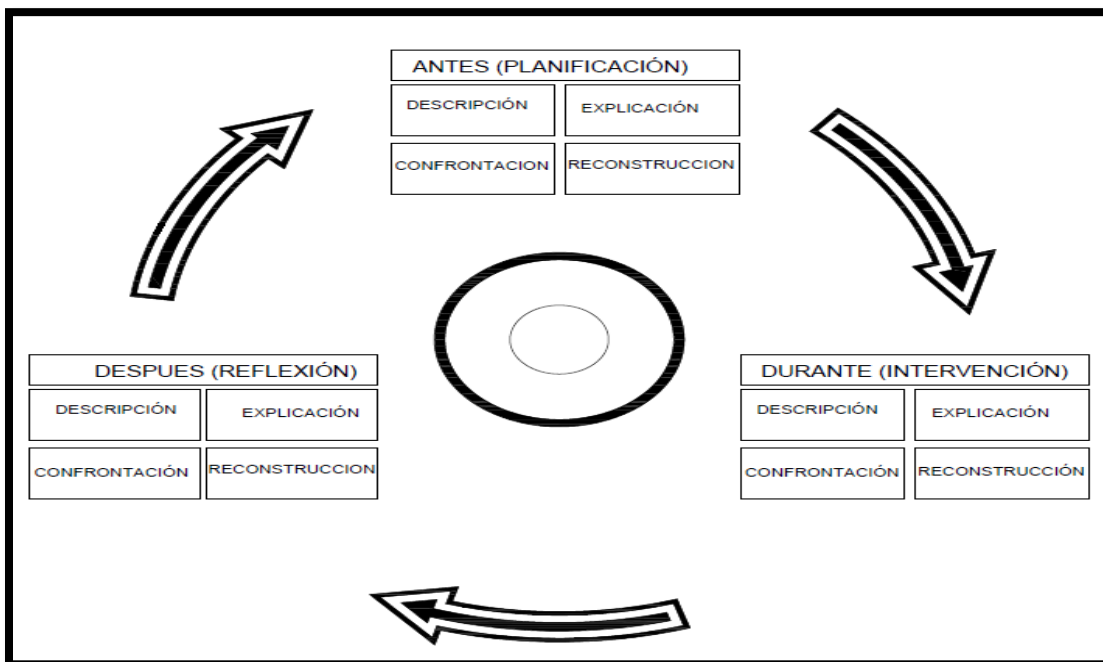 ANTES (PLANIFICACIÓN)
DESCRIPCIÓN EXPLICACIÓN
CONFRONTACION RECONSTRUCCION
DESPUES (REFLEXIÓN)
DESCRIPCIÓN EXPLICACIÓN
CONFRONTACIÓN RECONSTRUCCION
DURANTE (INTERVENCIÓN)
DESCRIPCIÓN EXPLICACIÓN
CONFRONTACIÓN RECONSTRUCCIÓN